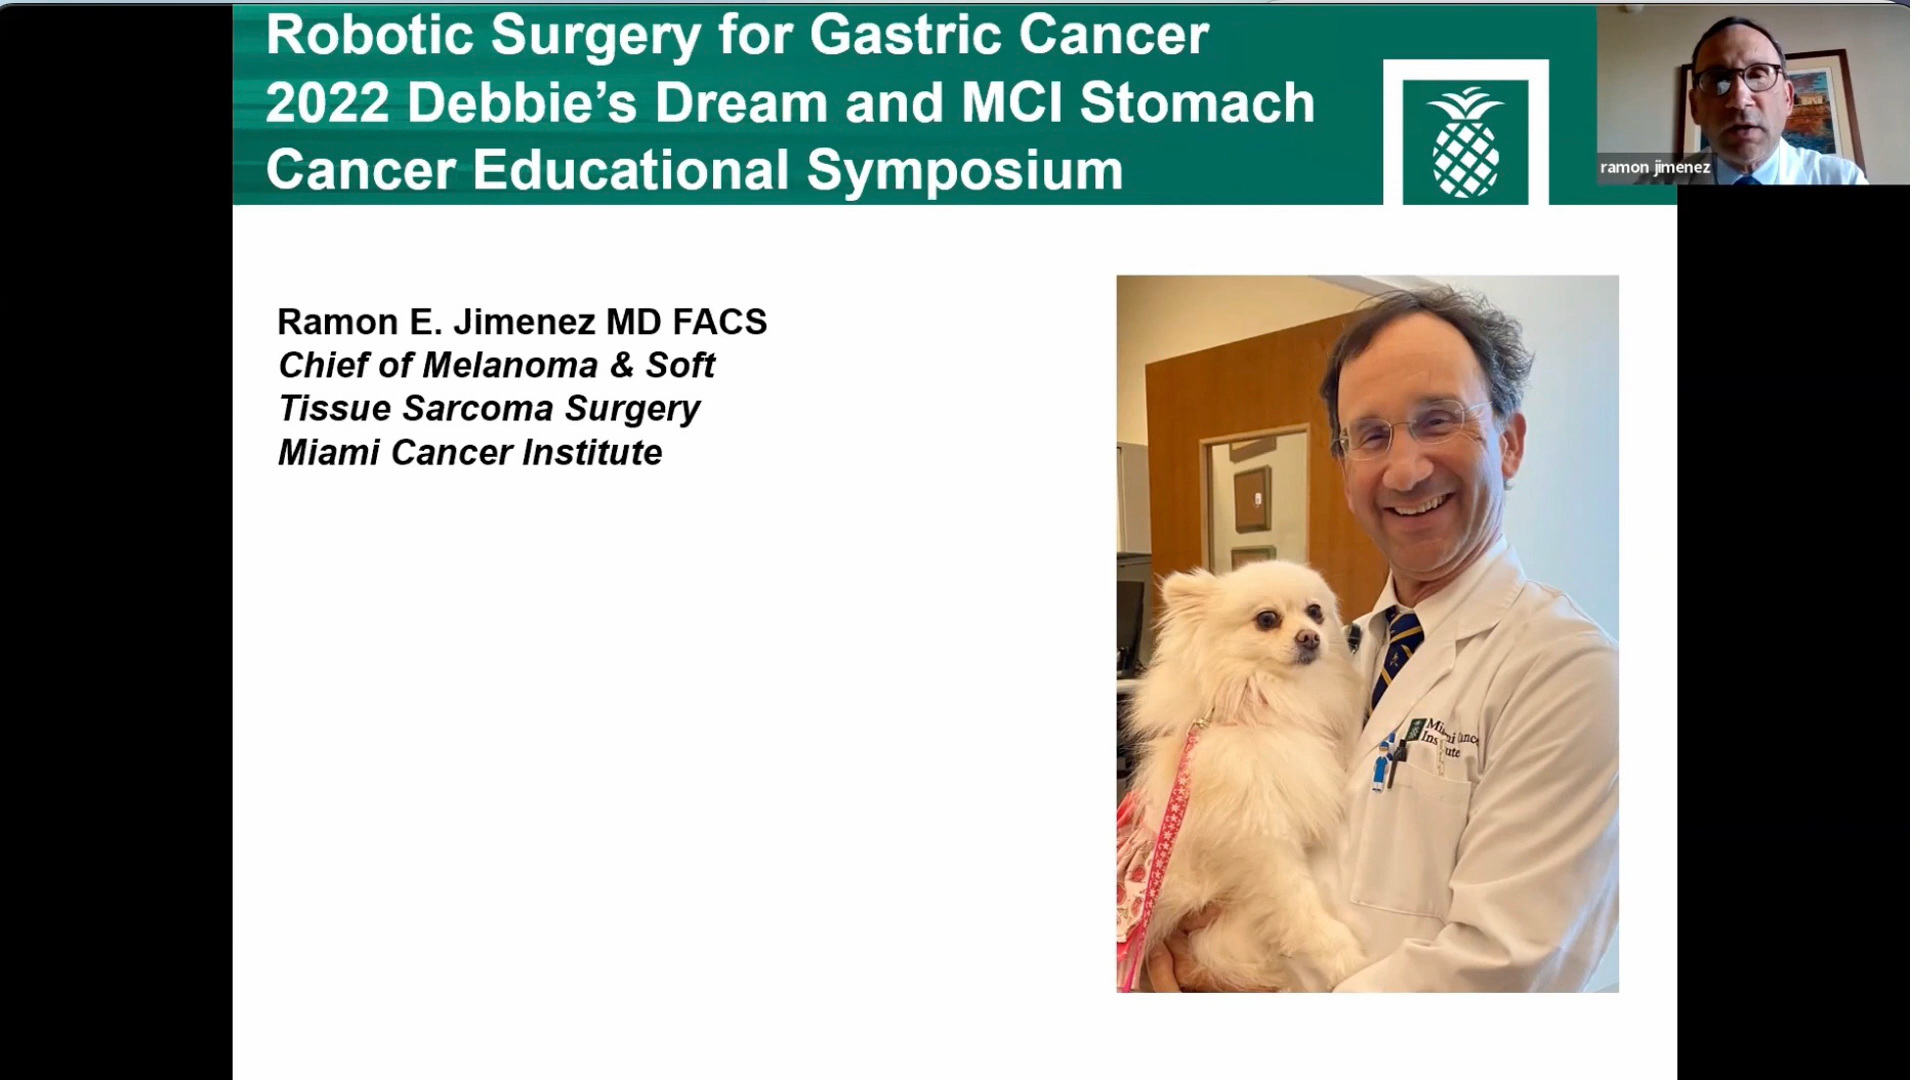 Robotic Surgery for Gastric Cancer
2022 Debbie’s Dream and MCI Stomach
Cancer Educational Symposium
ramon jimenez
Ramon E. Jimenez MD FACS
Chief of Melanoma & Soft
Tissue Sarcoma Surgery
Miami Cancer Institute